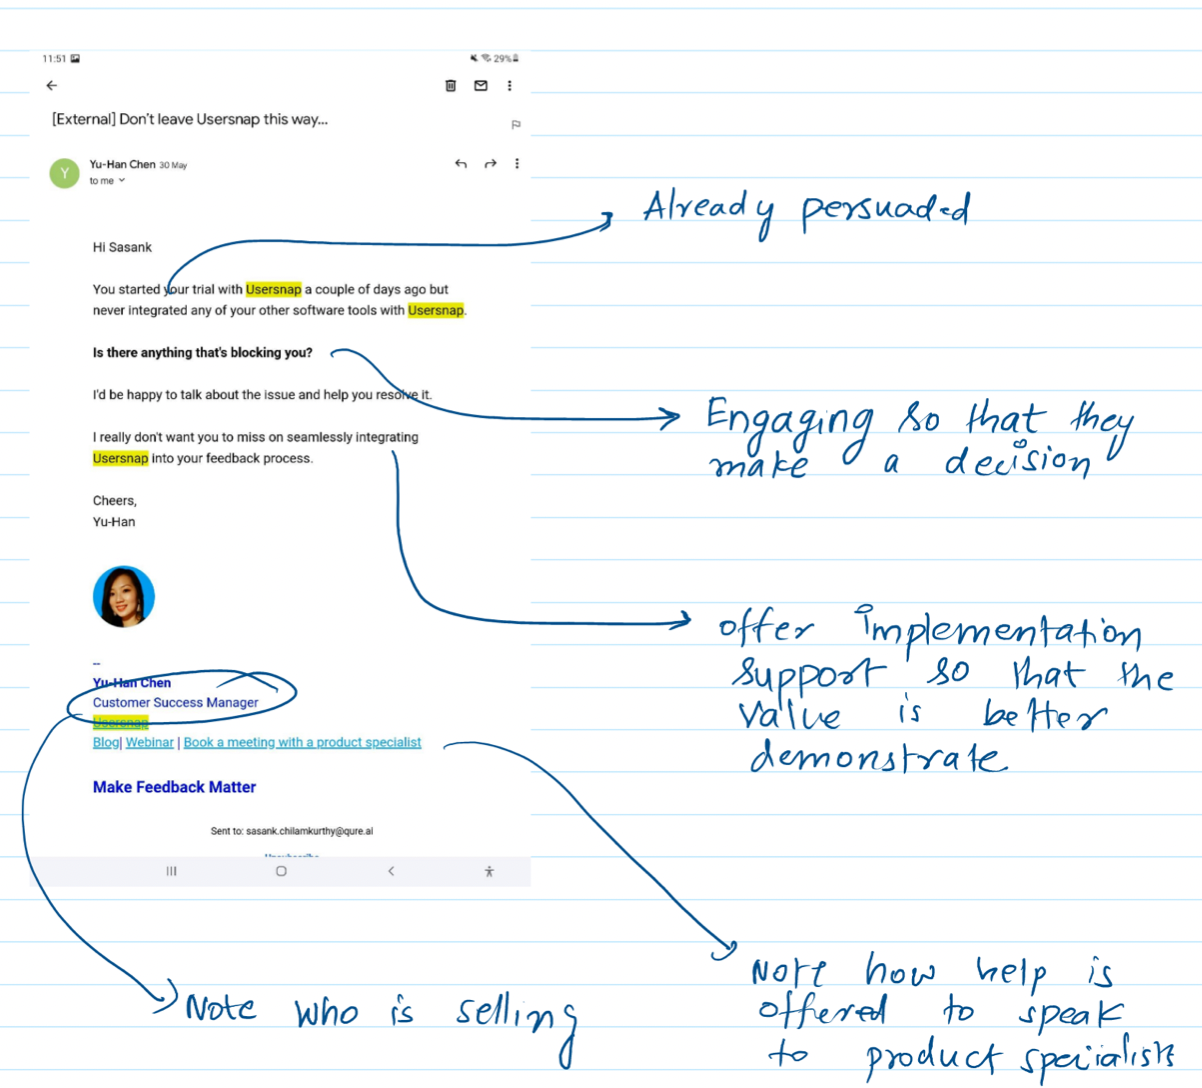 11:51
29%
[External] Don't leave Usersnap this way...
Y
Yu-Han Chen 30 May
to me
Already persuaded
Hi Sasank
You started your trial with Usersnap a couple of days ago but
never integrated any of your other software tools with Usersnap.
Is there anything that's blocking you?
I'd be happy to talk about the issue and help you resolve it.
Engaging so that they
make a decision
I really don't want you to miss on seamlessly integrating
Usersnap into your feedback process.
Cheers,
Yu-Han
offer implementation
support so that the
value is better
demonstrate
--
Yu-Han Chen
Customer Success Manager
Usersnap
Blog| Webinar | Book a meeting with a product specialist
Make Feedback Matter
Sent to: sasank.chilamkurthy@qure.ai
Note who is selling
Note how help is
offered to speak
to product specialists